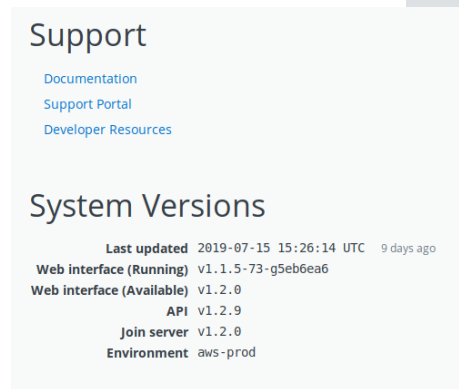 Support
Documentation
Support Portal
Developer Resources
System Versions
Last updated 2019-07-15 15:26:14 UTC 9 days ago
Web interface (Running) v1.1.5-73-g5eb6ea6
Web interface (Available) v1.2.0
API v1.2.9
Join server v1.2.0
Environment aws-prod